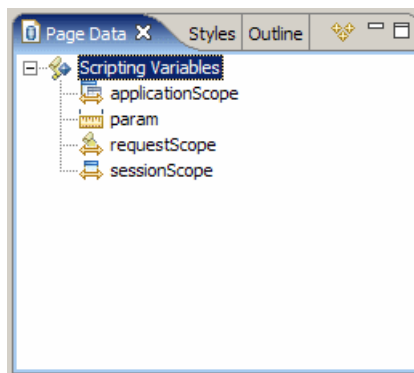 Page Data Styles Outline
Scripting Variables
applicationScope
param
requestScope
sessionScope